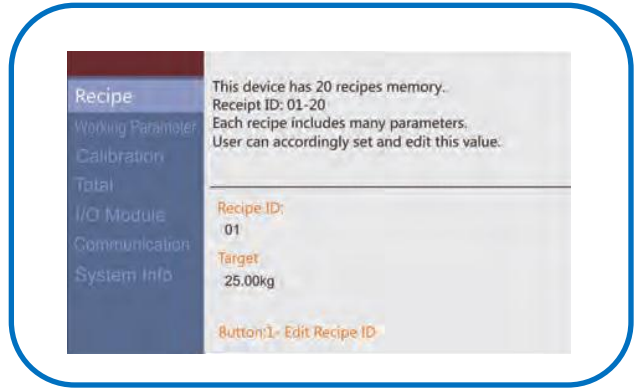 Recipe
Working Parameter
Calibration
Total
I/O Module
Communication
System Info
This device has 20 recipes memory.
Receipt ID: 01-20
Each recipe includes many parameters.
User can accordingly set and edit this value.
Recipe ID:
01
Target
25.00kg
Button:1- Edit Recipe ID